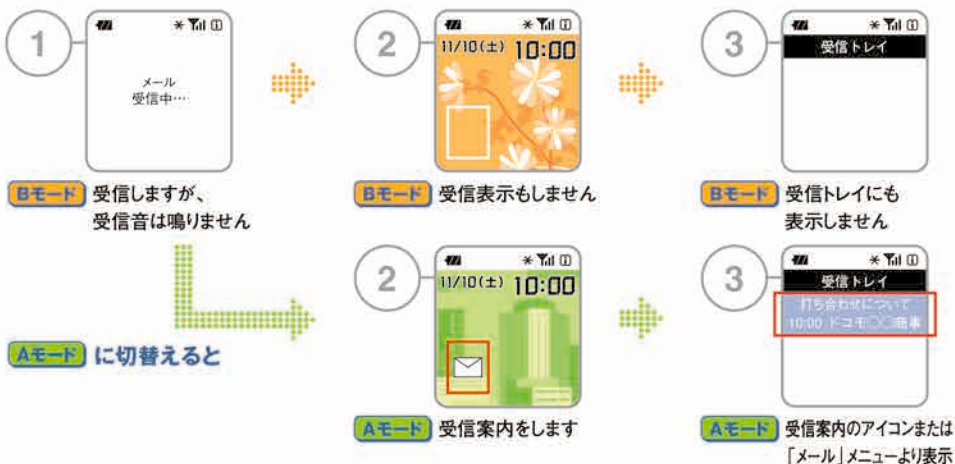 1
メール
受信中…
Bモード 受信しますが、
受信音は鳴りません
2
11/10(土) 10:00
Bモード 受信表示もしません
3
受信トレイ
Bモード 受信トレイにも
表示しません
Aモード に切替えると
2
11/10(土) 10:00
Aモード 受信案内をします
3
受信トレイ
打ち合わせについて
10:00 ドコモ○○商事
Aモード 受信案内のアイコンまたは
「メール」メニューより表示